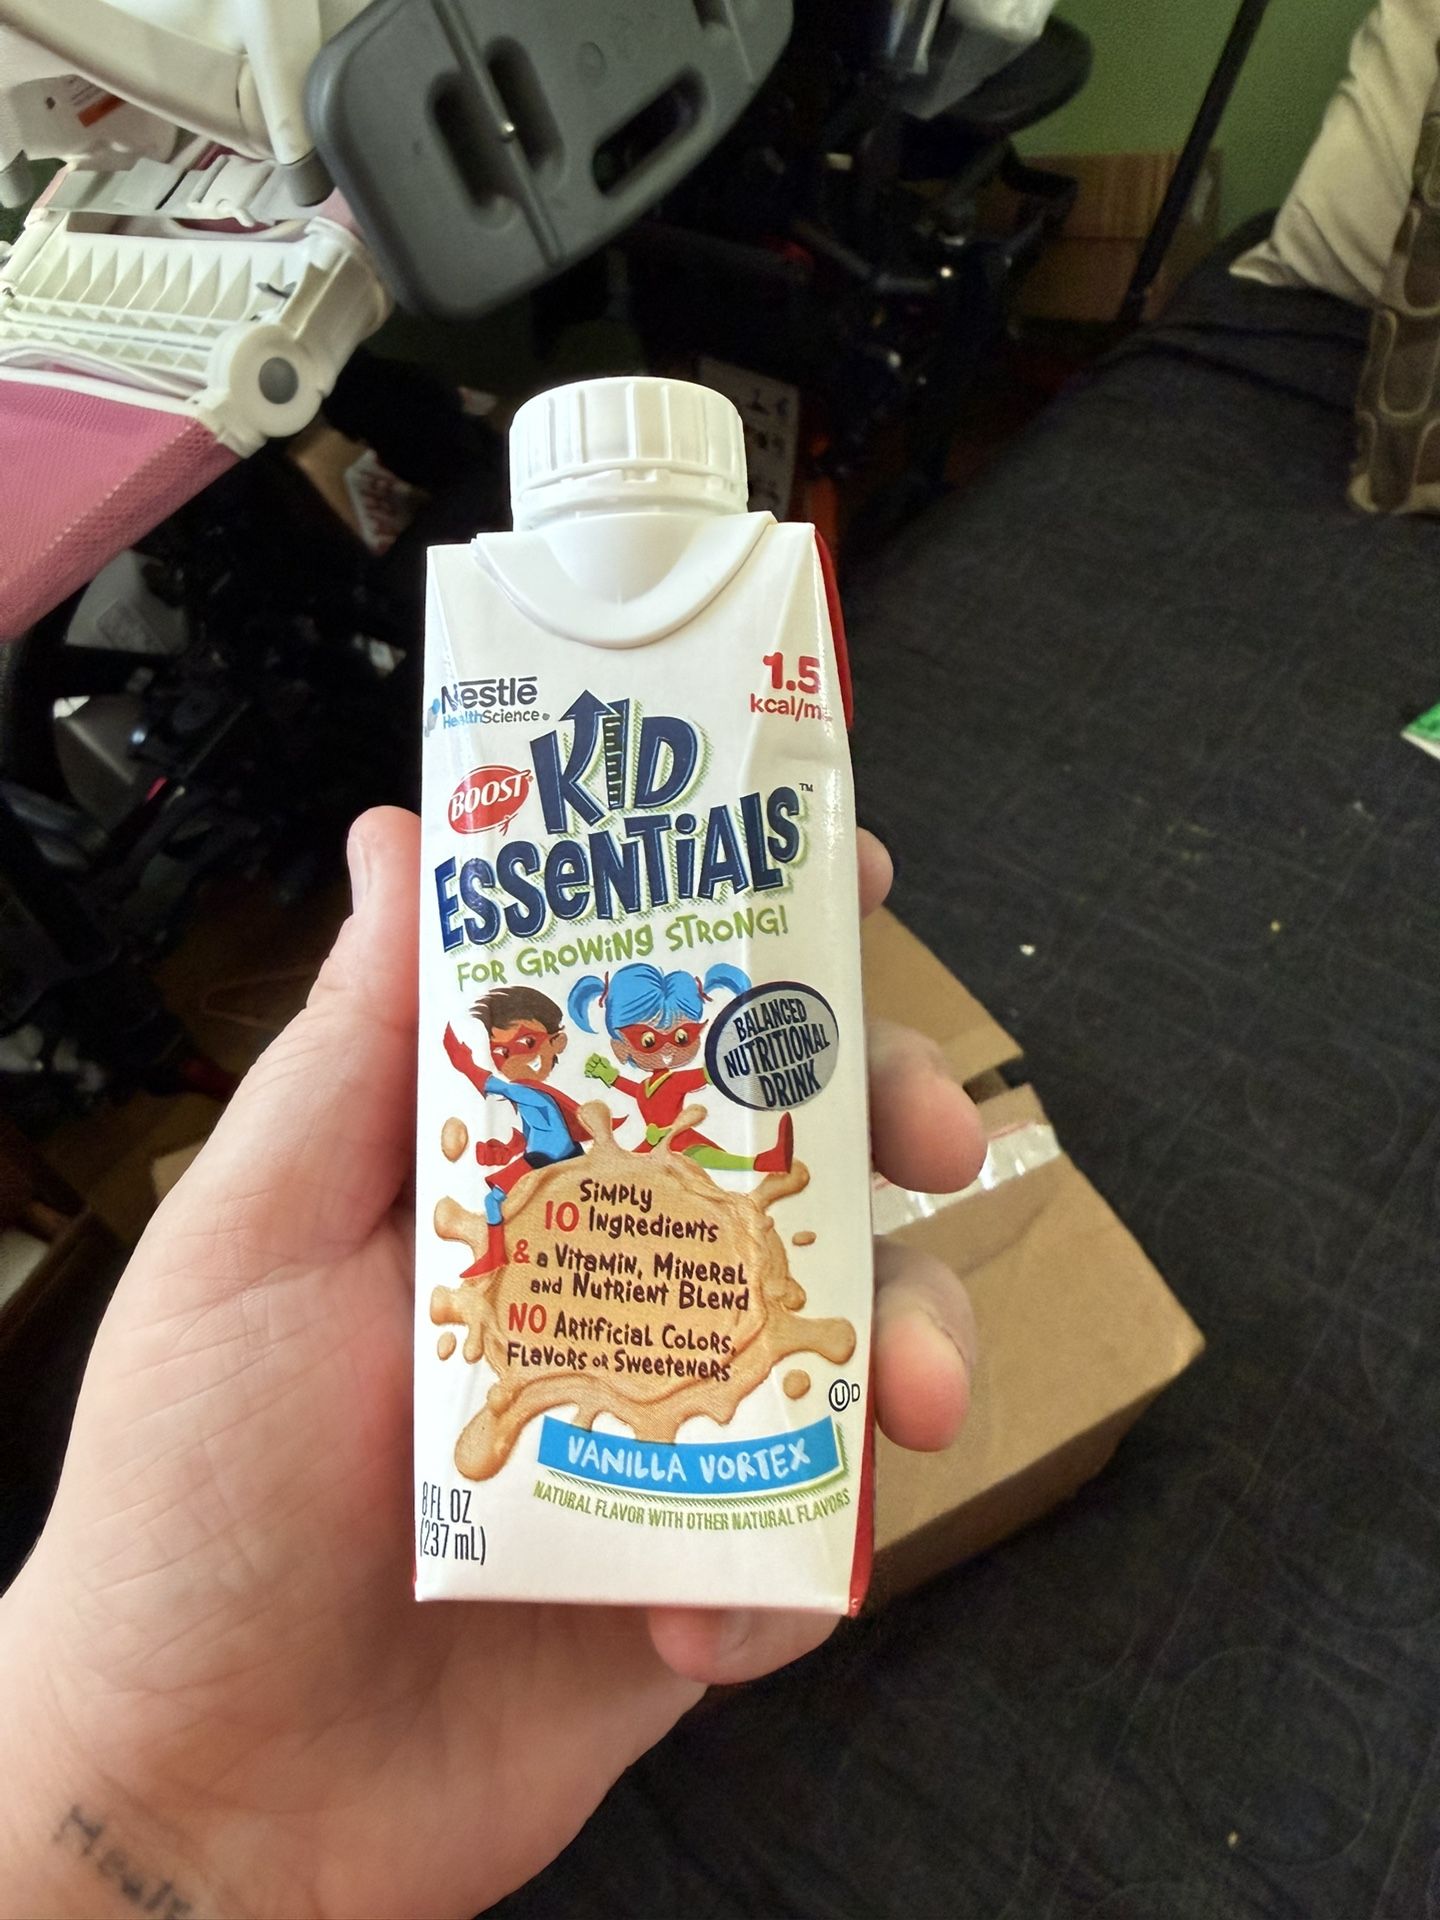 Nestlé
HealthScience
1.5
kcal/m
BOOST
KID
ESSENTIALS™
FOR GROWING STRONG!
BALANCED
NUTRITIONAL
DRINK
SIMPLY
10 Ingredients
& a Vitamin, Mineral
and Nutrient Blend
NO Artificial Colors,
Flavors or Sweeteners
U D
VANILLA VORTEX
NATURAL FLAVOR WITH OTHER NATURAL FLAVORS
8 FL OZ
(237 mL)